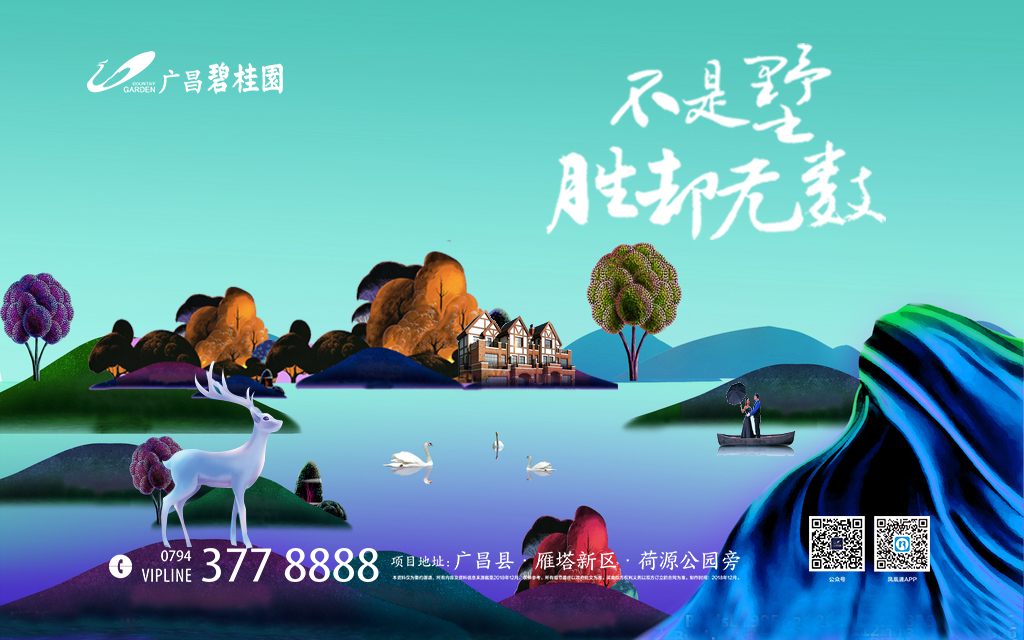 COUNTRY
GARDEN
广昌碧桂園
不是墅
胜却无数
0794
VIPLINE
377 8888
项目地址:广昌县·雁塔新区·荷源公园旁
公众号
凤凰通APP